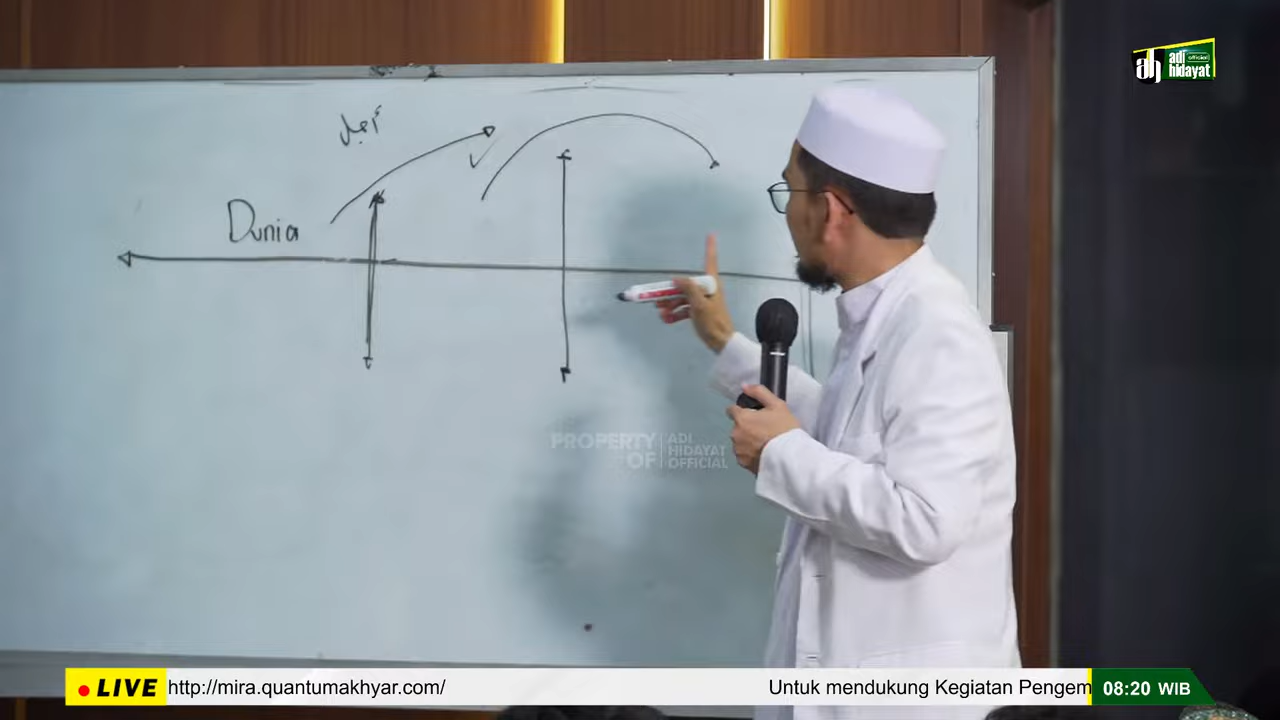 ah
adi
official
hidayat
أجل
Dunia
PROPERTY OF
ADI HIDAYAT OFFICIAL
LIVE
http://mira.quantumakhyar.com/
Untuk mendukung Kegiatan Pengem
08:20 WIB